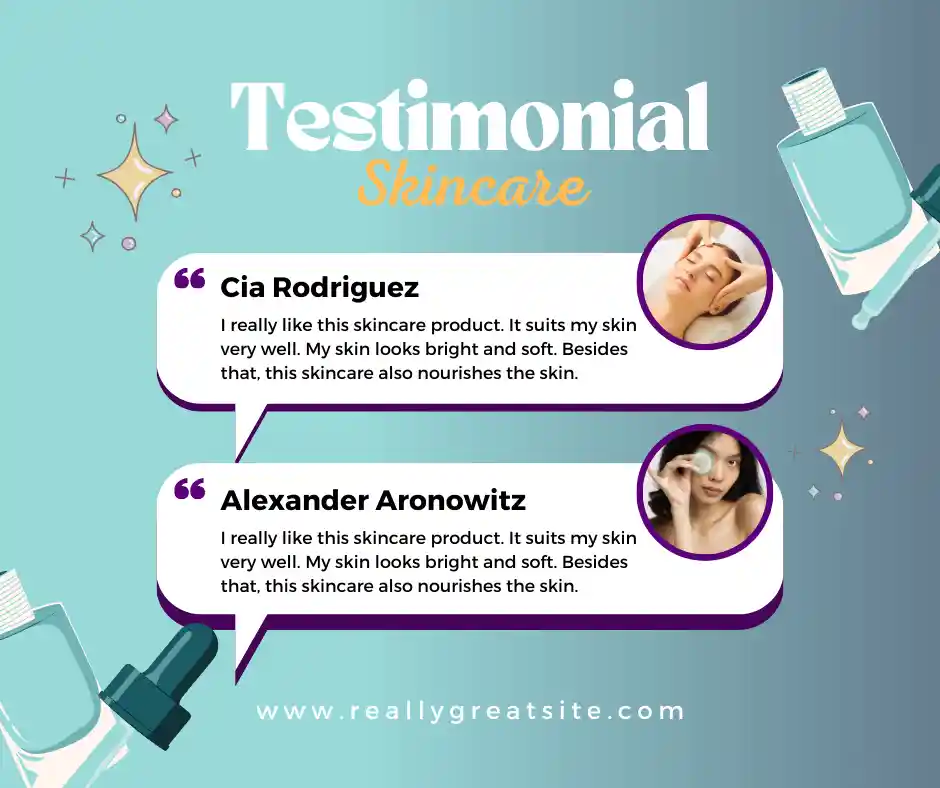 Testimonial
Skincare
❝ Cia Rodriguez
I really like this skincare product. It suits my skin
very well. My skin looks bright and soft. Besides
that, this skincare also nourishes the skin.
❝ Alexander Aronowitz
I really like this skincare product. It suits my skin
very well. My skin looks bright and soft. Besides
that, this skincare also nourishes the skin.
www.reallygreatsite.com